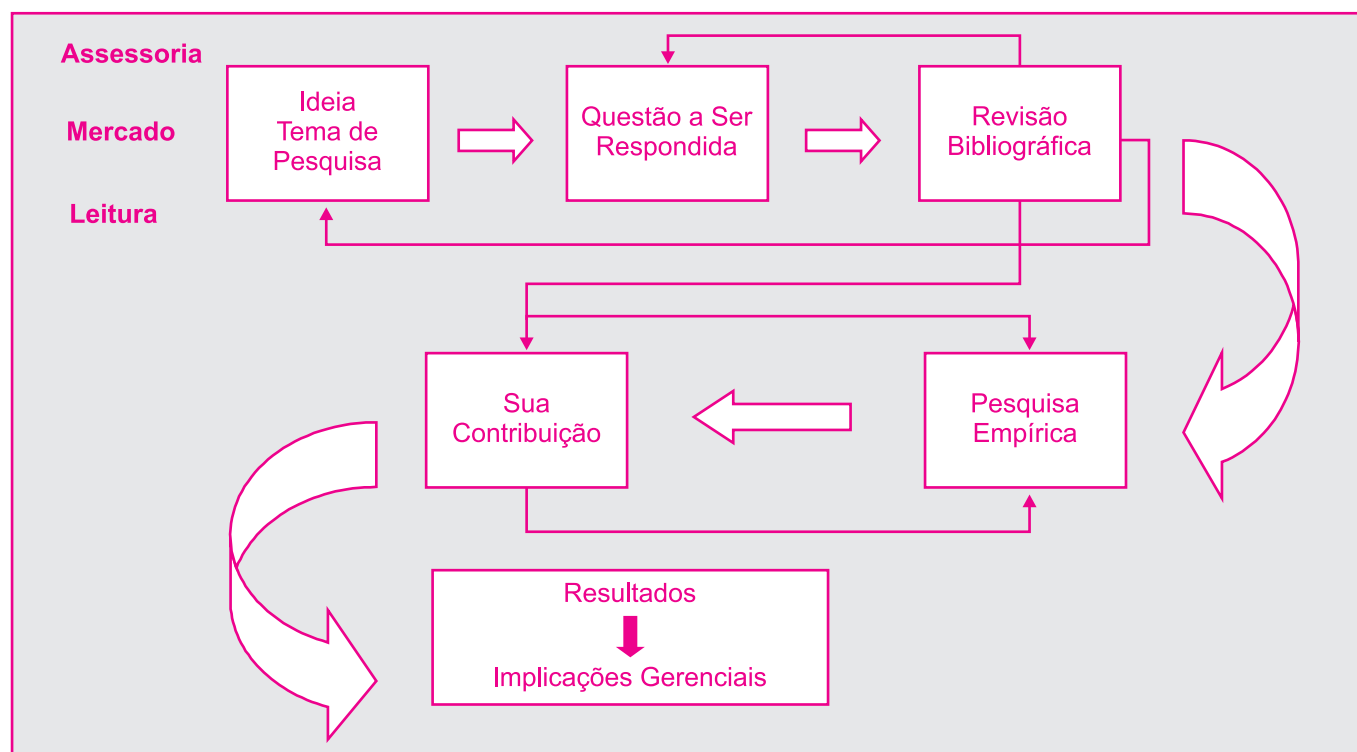 Assessoria
Mercado
Leitura
Ideia
Tema de
Pesquisa
Questão a Ser
Respondida
Revisão
Bibliográfica
Sua
Contribuição
Pesquisa
Empírica
Resultados
Implicações Gerenciais